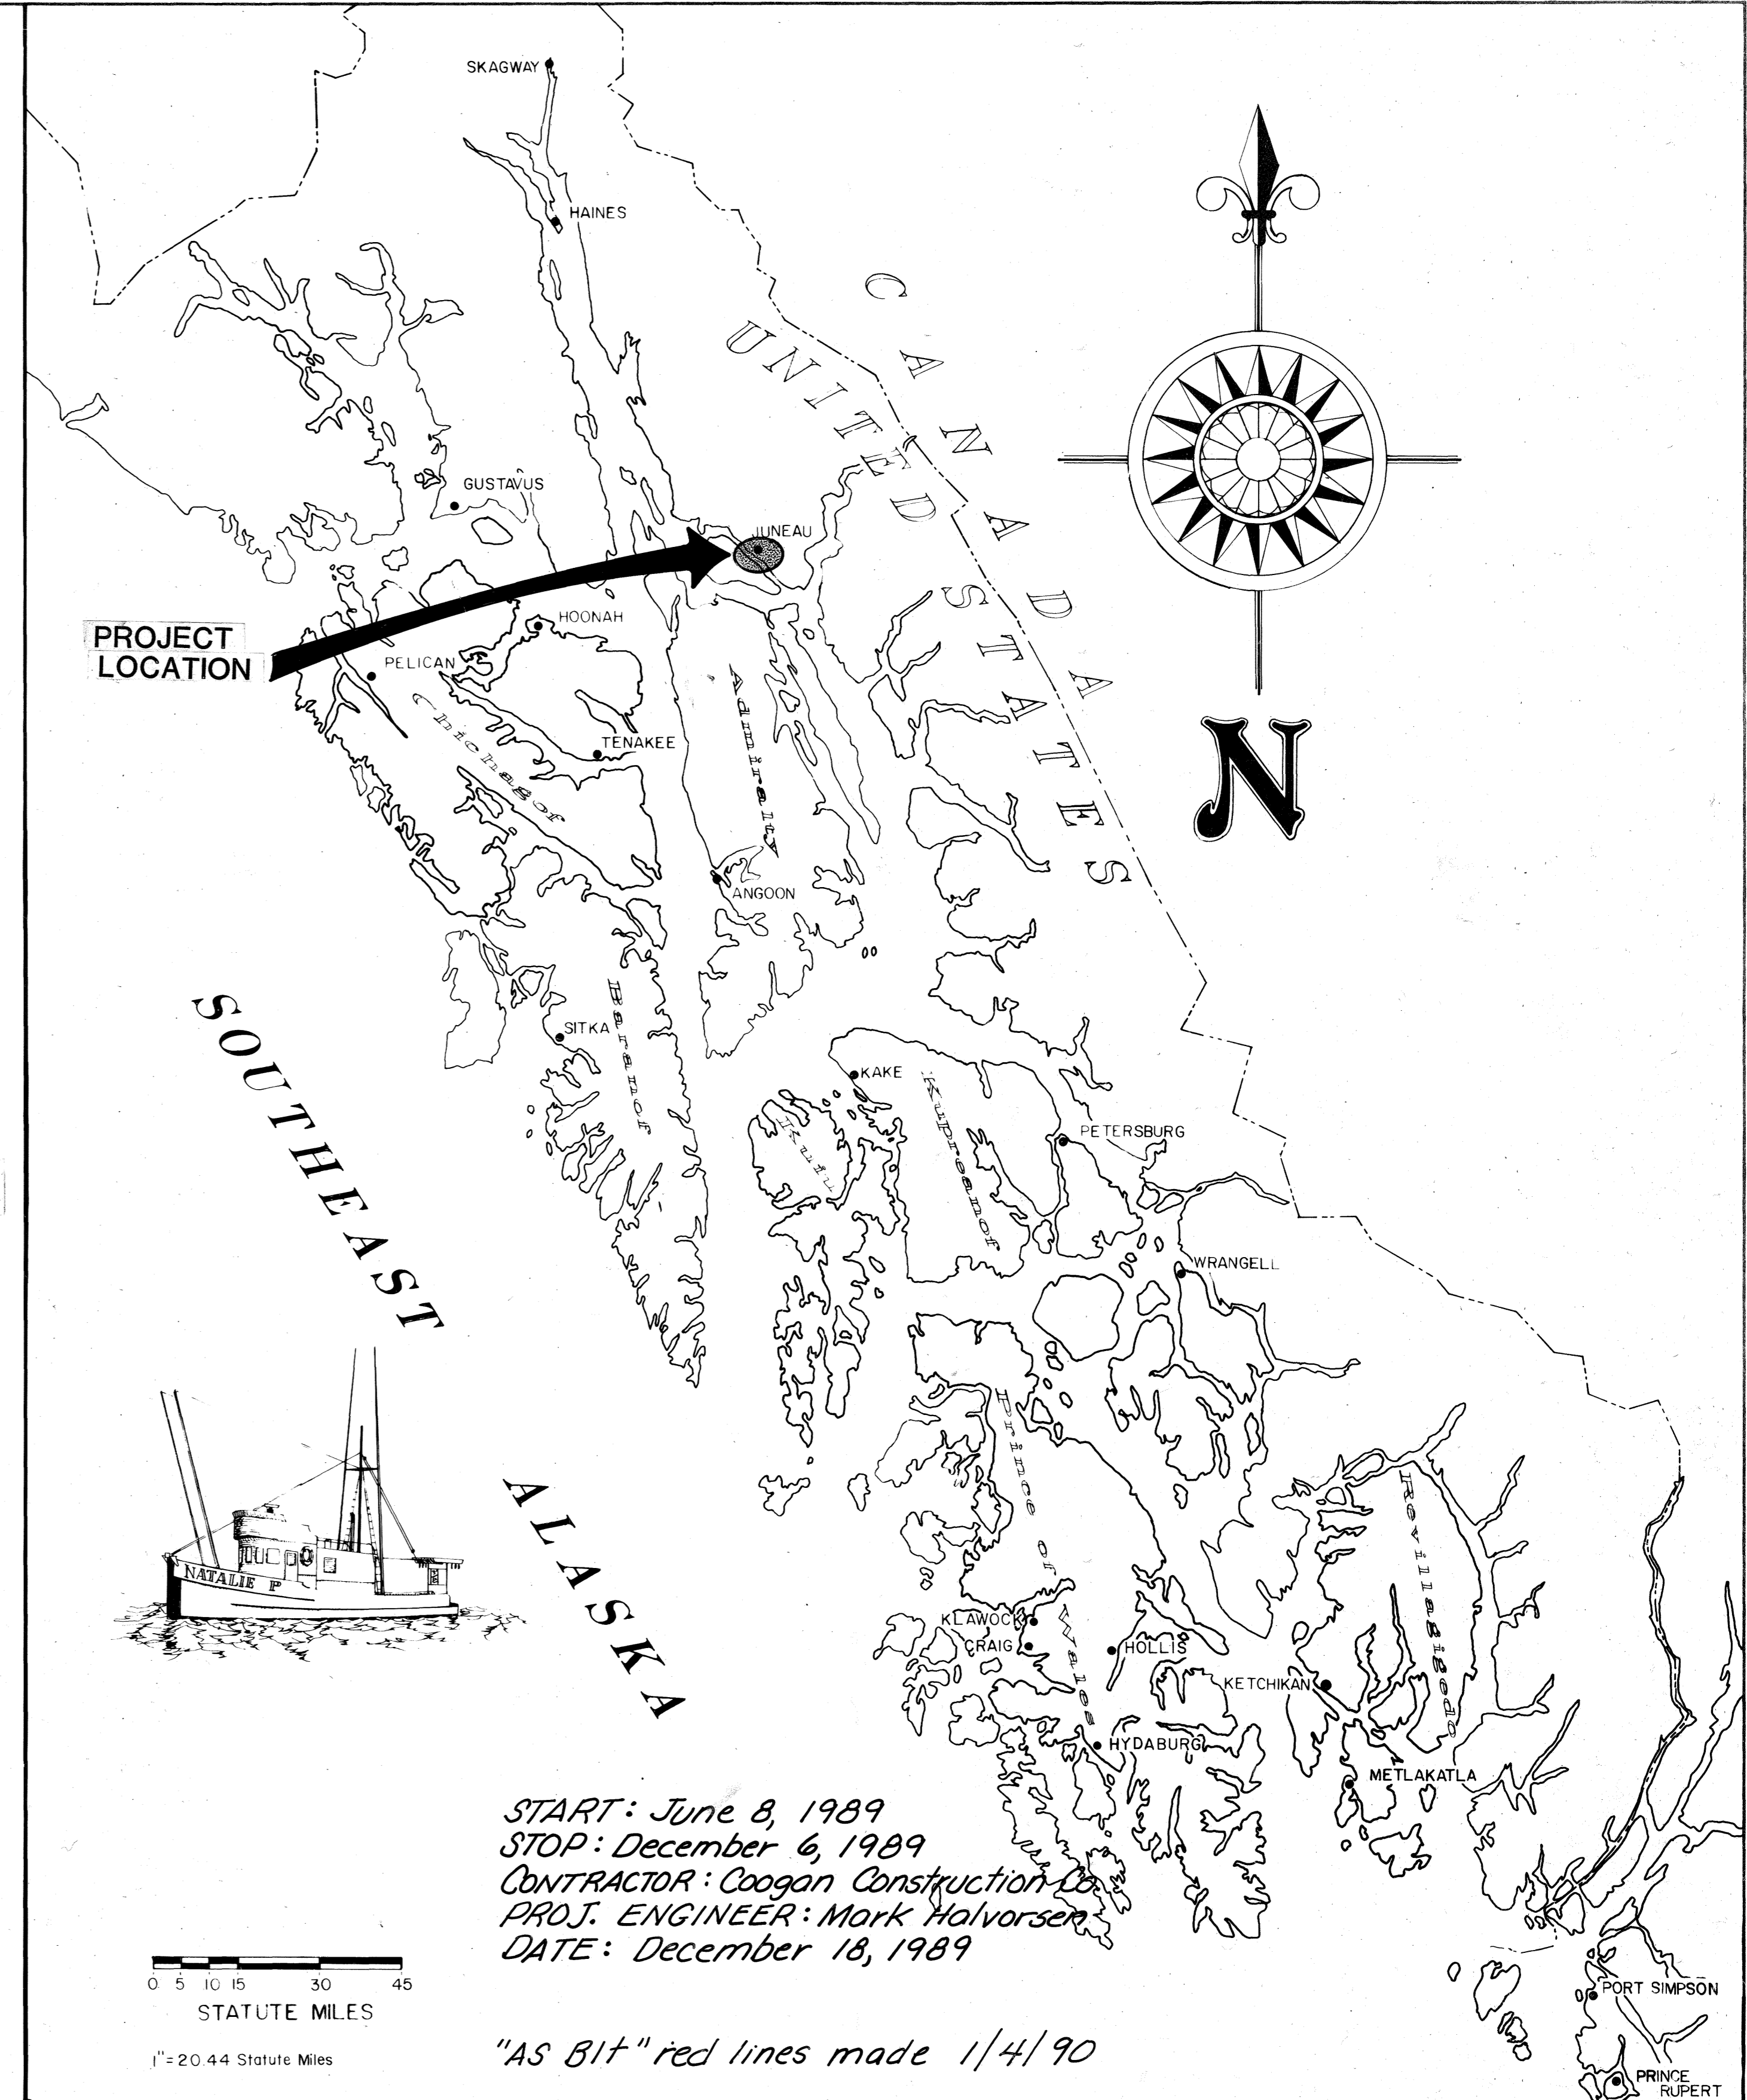 SKAGWAY
HAINES
CANADA
UNITED STATES
GUSTAVUS
JUNEAU
PROJECT
LOCATION
HOONAH
PELICAN
Chichagof
Admiralty
TENAKEE
N
ANGOON
SOUTHEAST
ALASKA
Baranof
SITKA
KAKE
Kupreanof
Kuiu
PETERSBURG
WRANGELL
Prince of Wales
Revillagigedo
NATALIE P
KLAWOCK
CRAIG
HOLLIS
KETCHIKAN
HYDABURG
METLAKATLA
START: June 8, 1989
STOP: December 6, 1989
CONTRACTOR: Coogan Construction Co.
PROJ. ENGINEER: Mark Halvorsen
DATE: December 18, 1989
0 5 10 15 30 45
STATUTE MILES
1"=20.44 Statute Miles
"AS Blt" red lines made 1/4/90
PORT SIMPSON
PRINCE
RUPERT